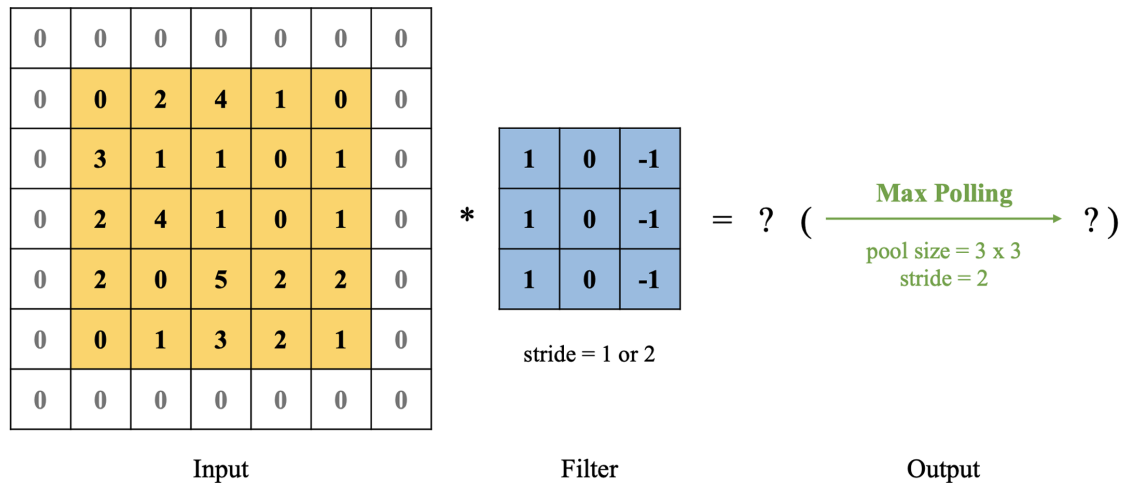 0 0 0 0 0 0 0
0 0 2 4 1 0 0
0 3 1 1 0 1 0
0 2 4 1 0 1 0
0 2 0 5 2 2 0
0 0 1 3 2 1 0
0 0 0 0 0 0 0
Input
*
1 0 -1
1 0 -1
1 0 -1
stride = 1 or 2
Filter
= ? (
Max Polling
pool size = 3 x 3
stride = 2
? )
Output